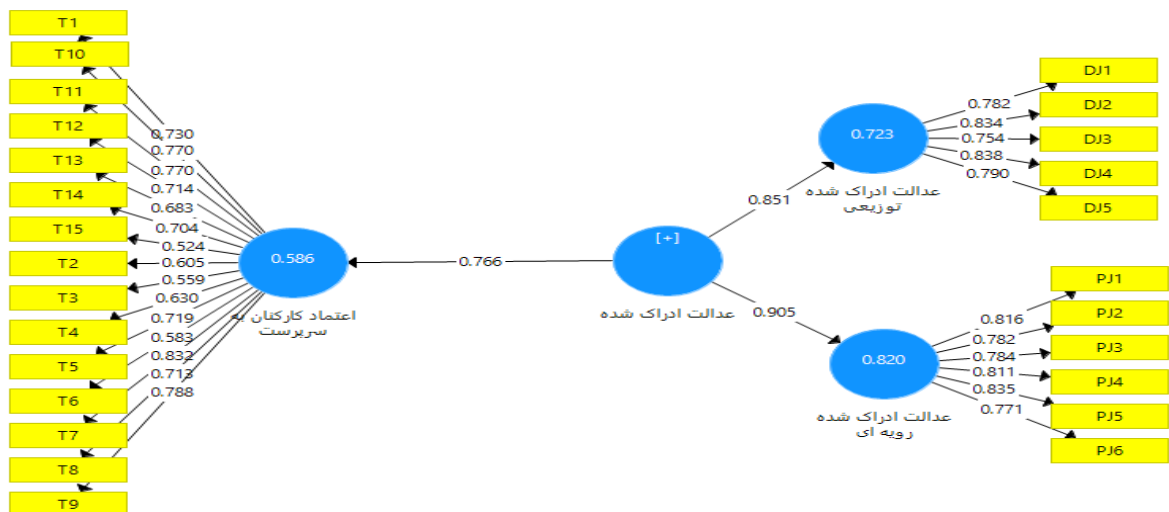 T1
T10
T11
T12
T13
T14
T15
T2
T3
T4
T5
T6
T7
T8
T9
0.730
0.770
0.770
0.714
0.683
0.704
0.524
0.605
0.559
0.630
0.719
0.583
0.832
0.713
0.788
0.586
اعتماد کارکنان به
سرپرست
0.766
[+]
عدالت ادراک شده
0.851
0.905
0.723
عدالت ادراک شده
توزیعی
0.782
0.834
0.754
0.838
0.790
DJ1
DJ2
DJ3
DJ4
DJ5
0.820
عدالت ادراک شده
رویه ای
0.816
0.782
0.784
0.811
0.835
0.771
PJ1
PJ2
PJ3
PJ4
PJ5
PJ6